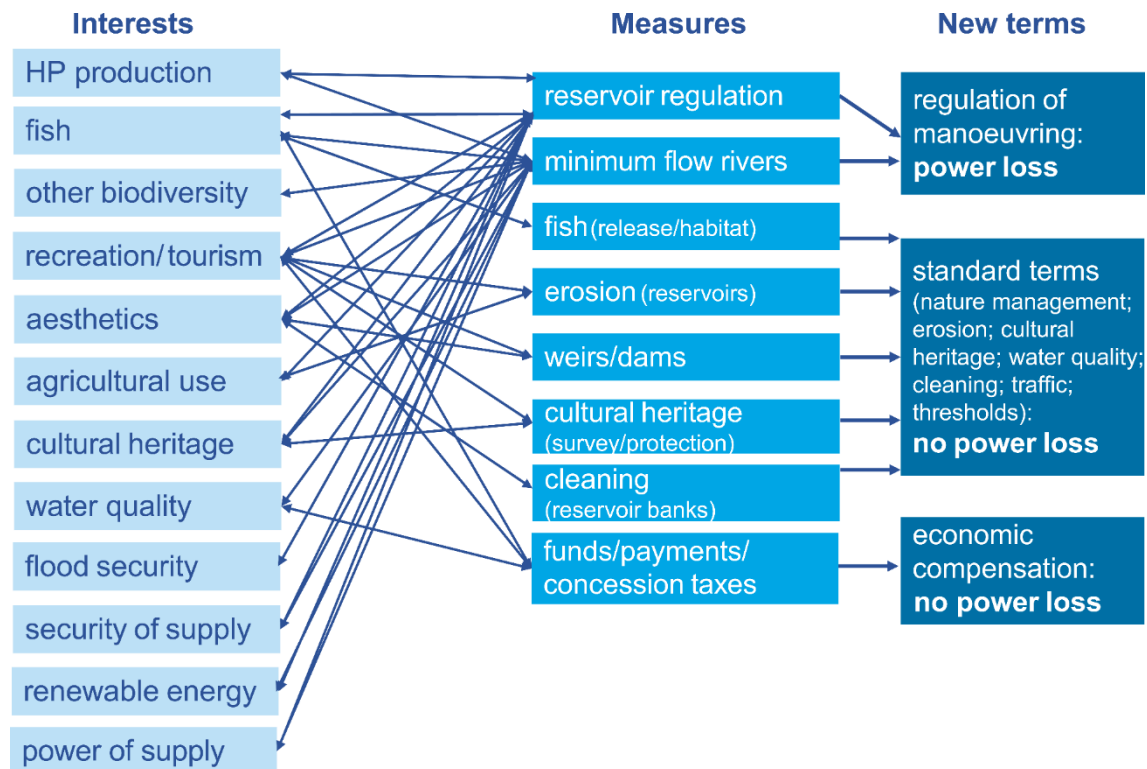 Interests
HP production
fish
other biodiversity
recreation/tourism
aesthetics
agricultural use
cultural heritage
water quality
flood security
security of supply
renewable energy
power of supply
Measures
reservoir regulation
minimum flow rivers
fish (release/habitat)
erosion (reservoirs)
weirs/dams
cultural heritage
(survey/protection)
cleaning
(reservoir banks)
funds/payments/
concession taxes
New terms
regulation of
manoeuvring:
power loss
standard terms
(nature management;
erosion; cultural
heritage; water quality;
cleaning; traffic;
thresholds):
no power loss
economic
compensation:
no power loss